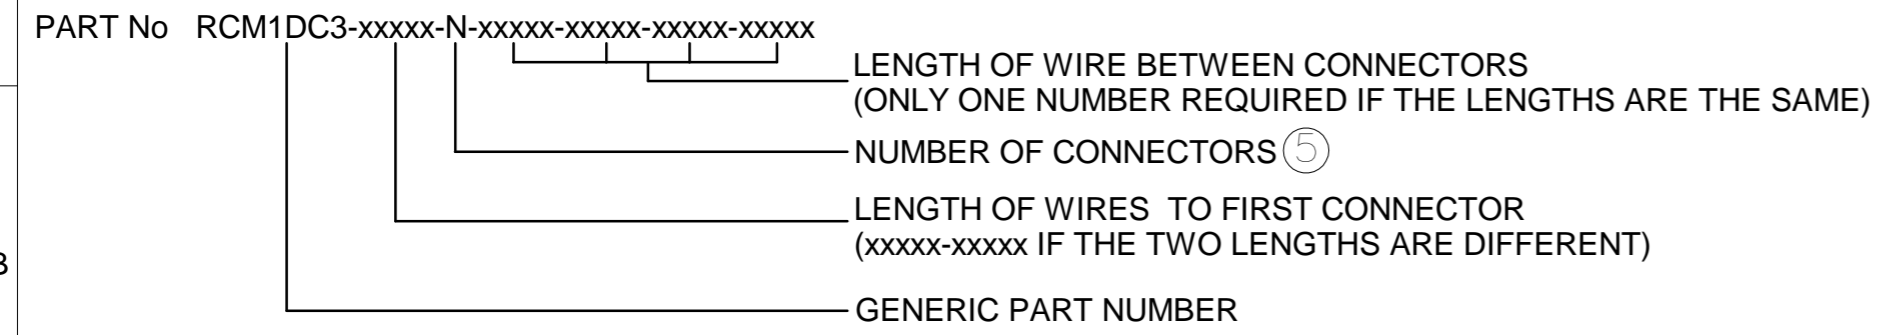 PART No RCM1DC3-xxxxx-N-xxxxx-xxxxx-xxxxx-xxxxx
LENGTH OF WIRE BETWEEN CONNECTORS
(ONLY ONE NUMBER REQUIRED IF THE LENGTHS ARE THE SAME)
NUMBER OF CONNECTORS 5
LENGTH OF WIRES TO FIRST CONNECTOR
(xxxxx-xxxxx IF THE TWO LENGTHS ARE DIFFERENT)
GENERIC PART NUMBER